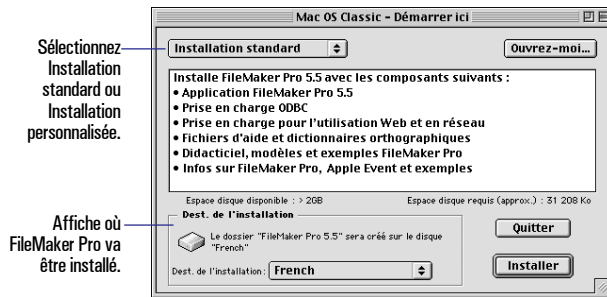 Mac OS Classic - Démarrer ici
Sélectionnez
Installation
standard ou
Installation
personnalisée.
Installation standard
Ouvrez-moi...
Installe FileMaker Pro 5.5 avec les composants suivants :
• Application FileMaker Pro 5.5
• Prise en charge ODBC
• Prise en charge pour l'utilisation Web et en réseau
• Fichiers d'aide et dictionnaires orthographiques
• Didacticiel, modèles et exemples FileMaker Pro
• Infos sur FileMaker Pro, Apple Event et exemples
Espace disque disponible : > 2GB
Espace disque requis (approx.) : 31 208 Ko
Affiche où
FileMaker Pro va
être installé.
Dest. de l'installation
Le dossier "FileMaker Pro 5.5" sera créé sur le disque
"French"
Dest. de l'installation : French
Quitter
Installer